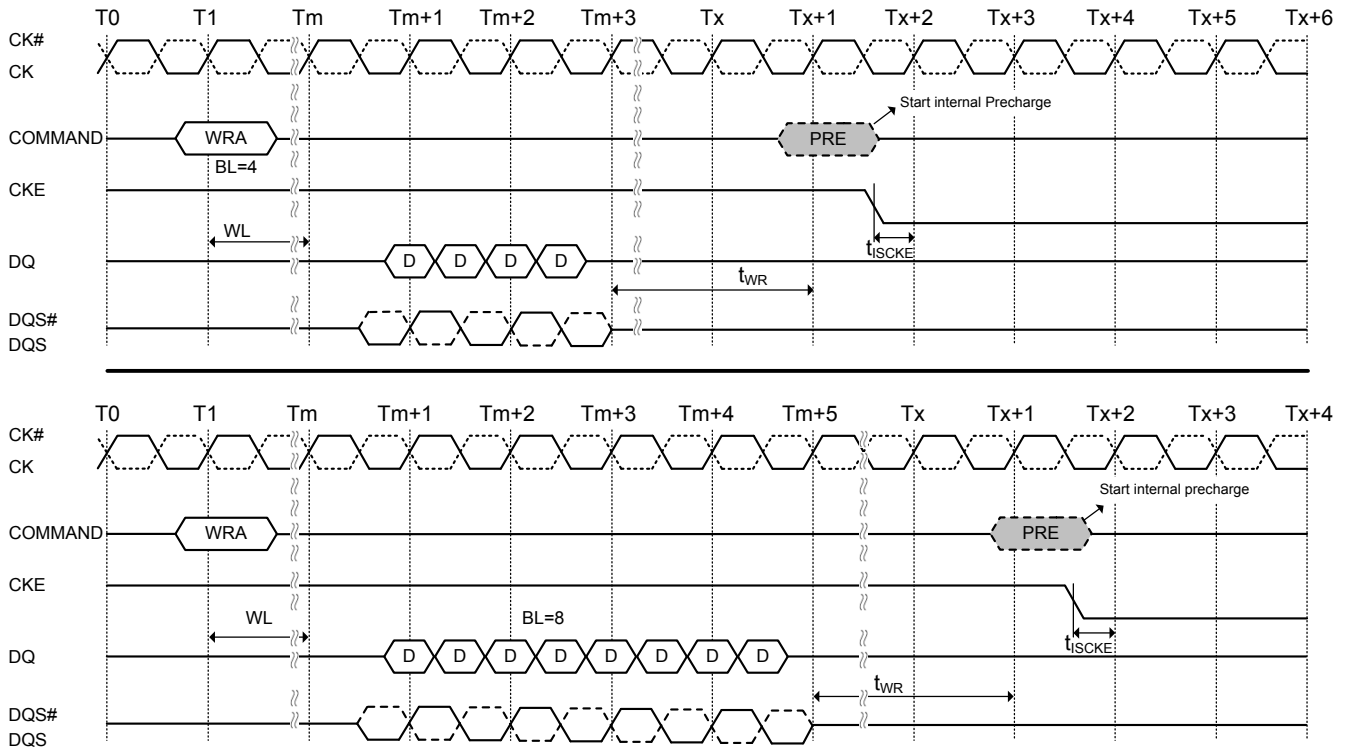 T0 T1 Tm Tm+1 Tm+2 Tm+3 Tx Tx+1 Tx+2 Tx+3 Tx+4 Tx+5 Tx+6
CK#
CK
Start internal Precharge
COMMAND WRA PRE
BL=4
CKE
WL
tISCKE
DQ D D D D
tWR
DQS#
DQS
T0 T1 Tm Tm+1 Tm+2 Tm+3 Tm+4 Tm+5 Tx Tx+1 Tx+2 Tx+3 Tx+4
CK#
CK
Start internal precharge
COMMAND WRA PRE
CKE
WL BL=8
tISCKE
DQ D D D D D D D D
tWR
DQS#
DQS